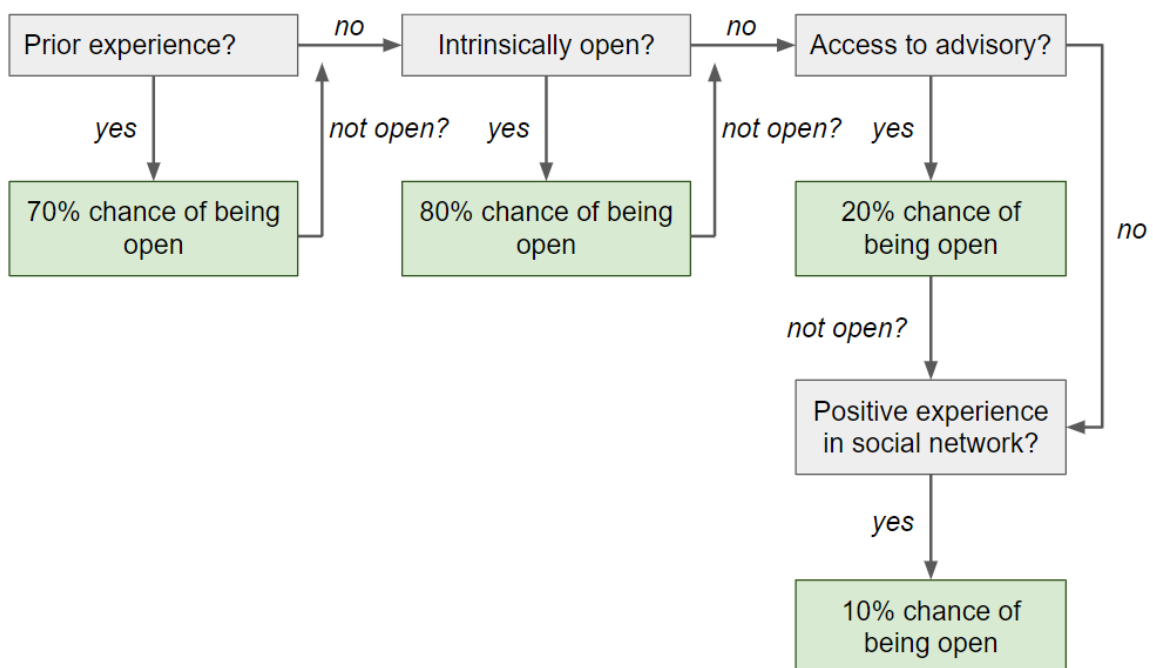 Prior experience?
no
Intrinsically open?
no
Access to advisory?
yes
not open?
yes
not open?
yes
no
70% chance of being
open
80% chance of being
open
20% chance of
being open
not open?
Positive experience
in social network?
yes
10% chance of
being open